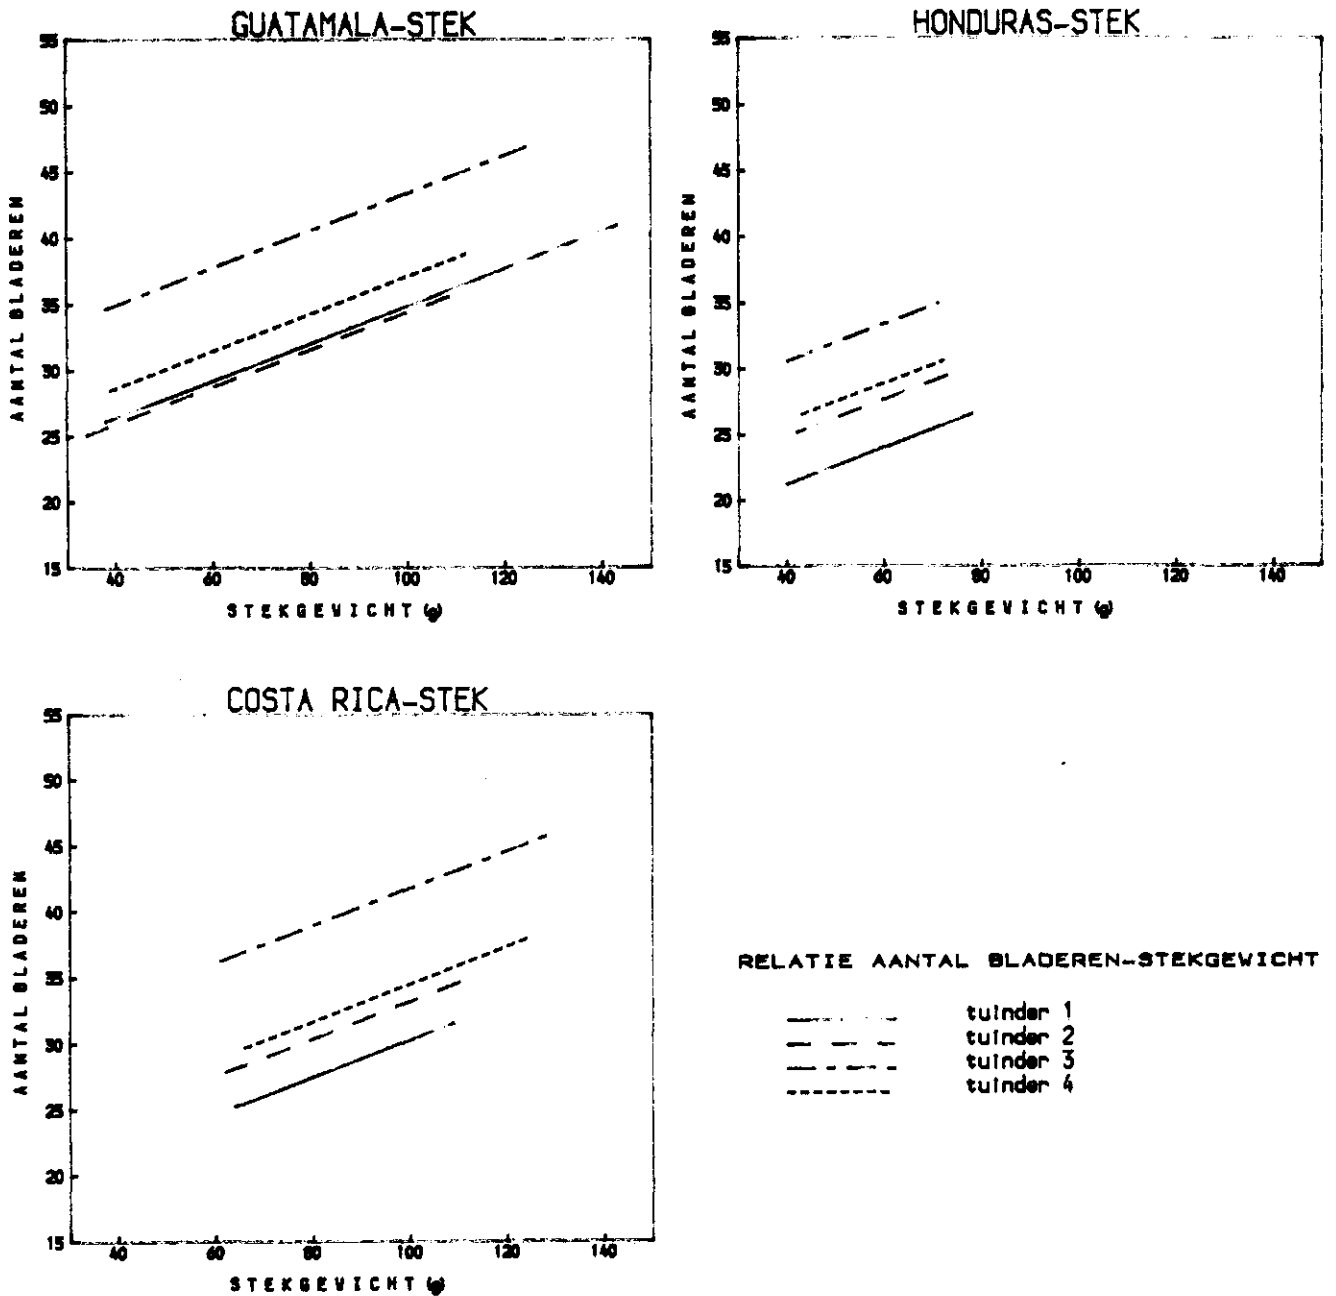 GUATAMALA-STEK
55
50
45
40
35
30
25
20
15
AANTAL BLADEREN
40 60 80 100 120 140
STEKGEWICHT (g)
HONDURAS-STEK
55
50
45
40
35
30
25
20
15
AANTAL BLADEREN
40 60 80 100 120 140
STEKGEWICHT (g)
COSTA RICA-STEK
55
50
45
40
35
30
25
20
15
AANTAL BLADEREN
40 60 80 100 120 140
STEKGEWICHT (g)
RELATIE AANTAL BLADEREN-STEKGEWICHT
tuinder 1
tuinder 2
tuinder 3
tuinder 4